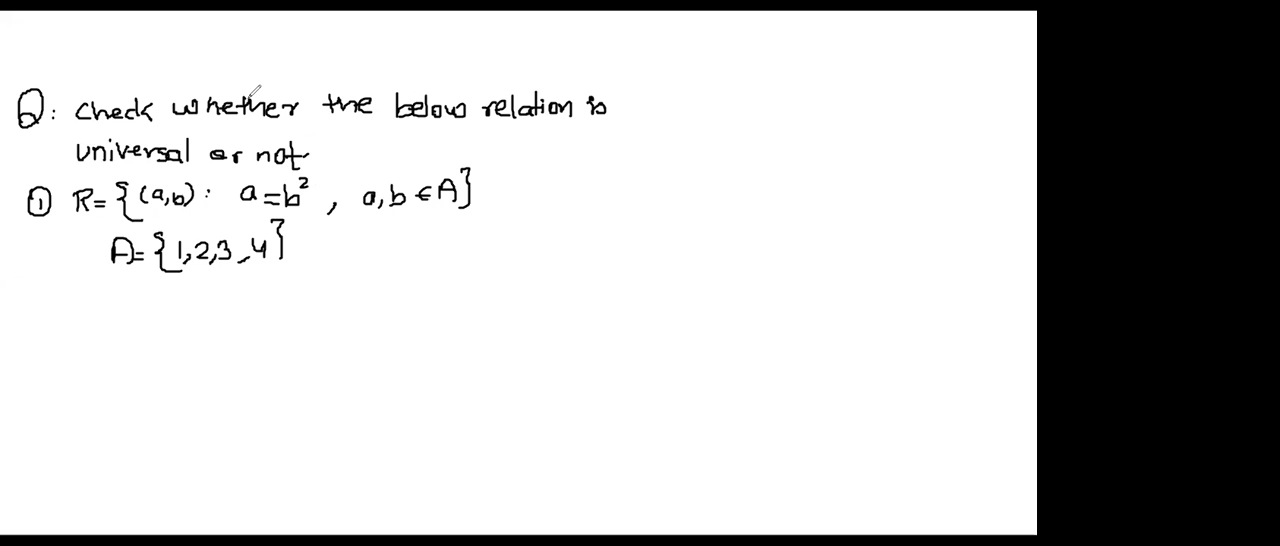 Q: check whether the below relation is
universal or not
① R = {(a,b): a=b², a,b ∈ A}
A = {1,2,3,4}